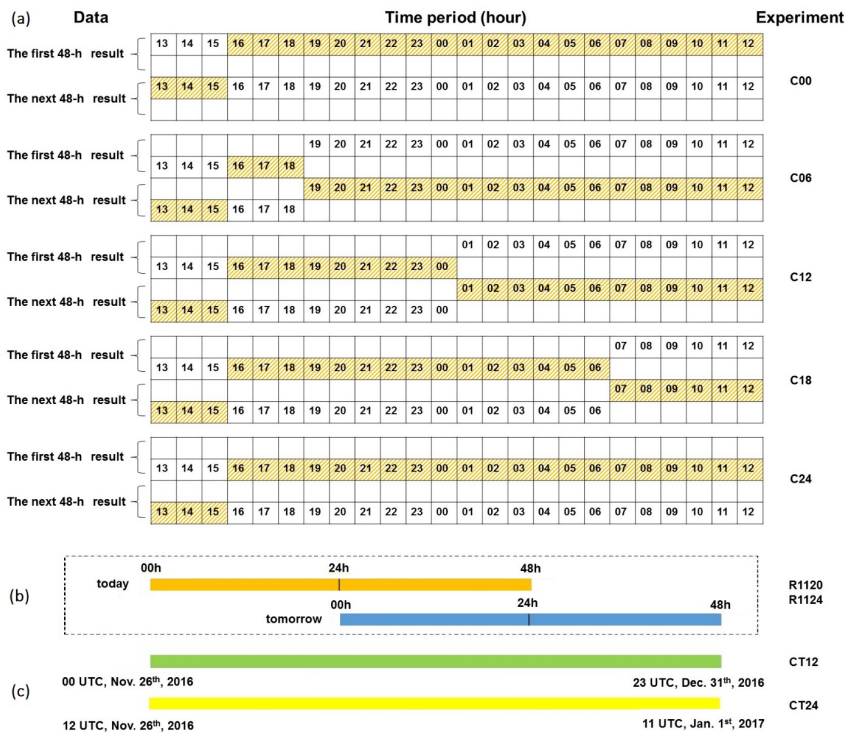 (a) Data Time period (hour) Experiment
The first 48-h result 13 14 15 16 17 18 19 20 21 22 23 00 01 02 03 04 05 06 07 08 09 10 11 12
C00
The next 48-h result 13 14 15 16 17 18 19 20 21 22 23 00 01 02 03 04 05 06 07 08 09 10 11 12
19 20 21 22 23 00 01 02 03 04 05 06 07 08 09 10 11 12
The first 48-h result
13 14 15 16 17 18
C06
19 20 21 22 23 00 01 02 03 04 05 06 07 08 09 10 11 12
The next 48-h result
13 14 15 16 17 18
01 02 03 04 05 06 07 08 09 10 11 12
The first 48-h result
13 14 15 16 17 18 19 20 21 22 23 00
C12
01 02 03 04 05 06 07 08 09 10 11 12
The next 48-h result
13 14 15 16 17 18 19 20 21 22 23 00
07 08 09 10 11 12
The first 48-h result
13 14 15 16 17 18 19 20 21 22 23 00 01 02 03 04 05 06
C18
07 08 09 10 11 12
The next 48-h result
13 14 15 16 17 18 19 20 21 22 23 00 01 02 03 04 05 06
The first 48-h result
13 14 15 16 17 18 19 20 21 22 23 00 01 02 03 04 05 06 07 08 09 10 11 12
C24
The next 48-h result
13 14 15 16 17 18 19 20 21 22 23 00 01 02 03 04 05 06 07 08 09 10 11 12
(b)
00h 24h 48h
today
R1120
R1124
00h 24h 48h
tomorrow
(c)
CT12
00 UTC, Nov. 26th, 2016 23 UTC, Dec. 31th, 2016
CT24
12 UTC, Nov. 26th, 2016 11 UTC, Jan. 1st, 2017